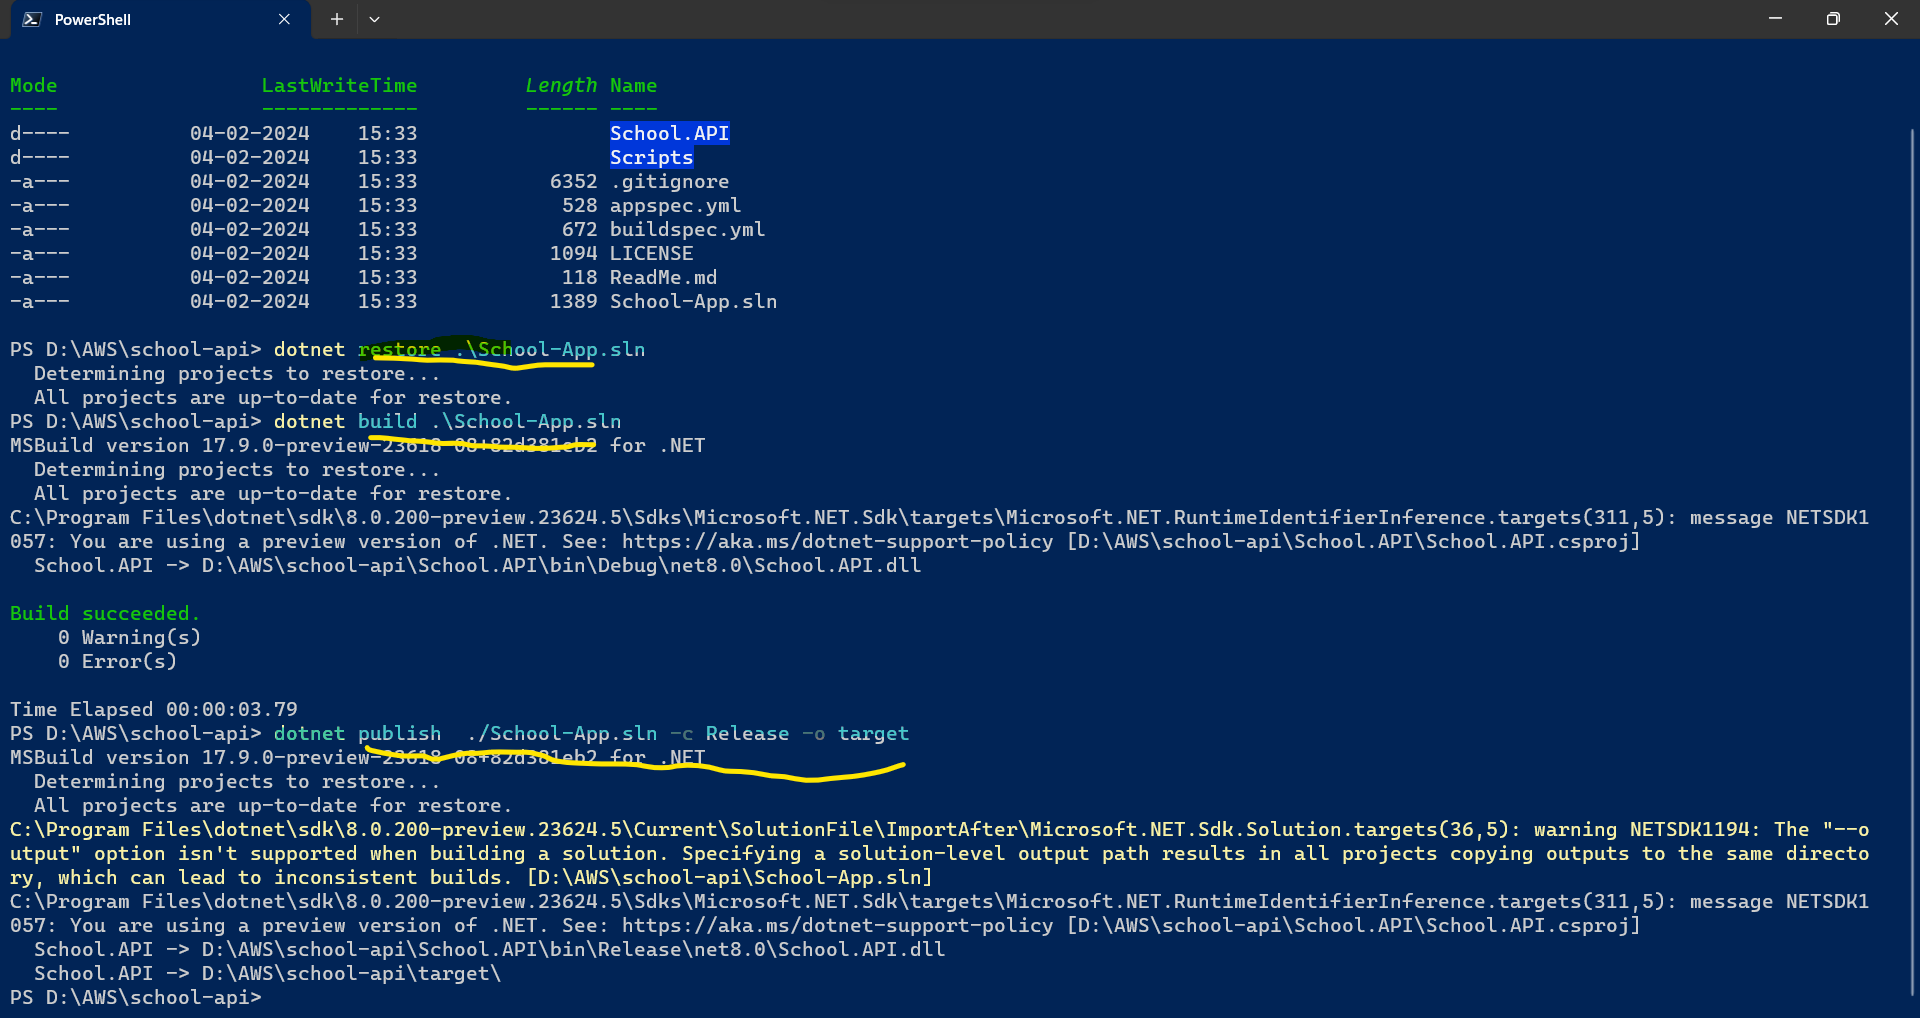 PowerShell
Mode                 LastWriteTime         Length Name
----                 -------------         ------ ----
d----          04-02-2024    15:33                School.API
d----          04-02-2024    15:33                Scripts
-a---          04-02-2024    15:33           6352 .gitignore
-a---          04-02-2024    15:33            528 appspec.yml
-a---          04-02-2024    15:33            672 buildspec.yml
-a---          04-02-2024    15:33           1094 LICENSE
-a---          04-02-2024    15:33            118 ReadMe.md
-a---          04-02-2024    15:33           1389 School-App.sln
PS D:\AWS\school-api> dotnet restore .\School-App.sln
  Determining projects to restore...
  All projects are up-to-date for restore.
PS D:\AWS\school-api> dotnet build .\School-App.sln
MSBuild version 17.9.0-preview-23618-08+82d381eb2 for .NET
  Determining projects to restore...
  All projects are up-to-date for restore.
C:\Program Files\dotnet\sdk\8.0.200-preview.23624.5\Sdks\Microsoft.NET.Sdk\targets\Microsoft.NET.RuntimeIdentifierInference.targets(311,5): message NETSDK1
057: You are using a preview version of .NET. See: https://aka.ms/dotnet-support-policy [D:\AWS\school-api\School.API\School.API.csproj]
  School.API -> D:\AWS\school-api\School.API\bin\Debug\net8.0\School.API.dll
Build succeeded.
    0 Warning(s)
    0 Error(s)
Time Elapsed 00:00:03.79
PS D:\AWS\school-api> dotnet publish  ./School-App.sln -c Release -o target
MSBuild version 17.9.0-preview-23618-08+82d381eb2 for .NET
  Determining projects to restore...
  All projects are up-to-date for restore.
C:\Program Files\dotnet\sdk\8.0.200-preview.23624.5\Current\SolutionFile\ImportAfter\Microsoft.NET.Sdk.Solution.targets(36,5): warning NETSDK1194: The "--o
utput" option isn't supported when building a solution. Specifying a solution-level output path results in all projects copying outputs to the same directo
ry, which can lead to inconsistent builds. [D:\AWS\school-api\School-App.sln]
C:\Program Files\dotnet\sdk\8.0.200-preview.23624.5\Sdks\Microsoft.NET.Sdk\targets\Microsoft.NET.RuntimeIdentifierInference.targets(311,5): message NETSDK1
057: You are using a preview version of .NET. See: https://aka.ms/dotnet-support-policy [D:\AWS\school-api\School.API\School.API.csproj]
  School.API -> D:\AWS\school-api\School.API\bin\Release\net8.0\School.API.dll
  School.API -> D:\AWS\school-api\target\
PS D:\AWS\school-api>